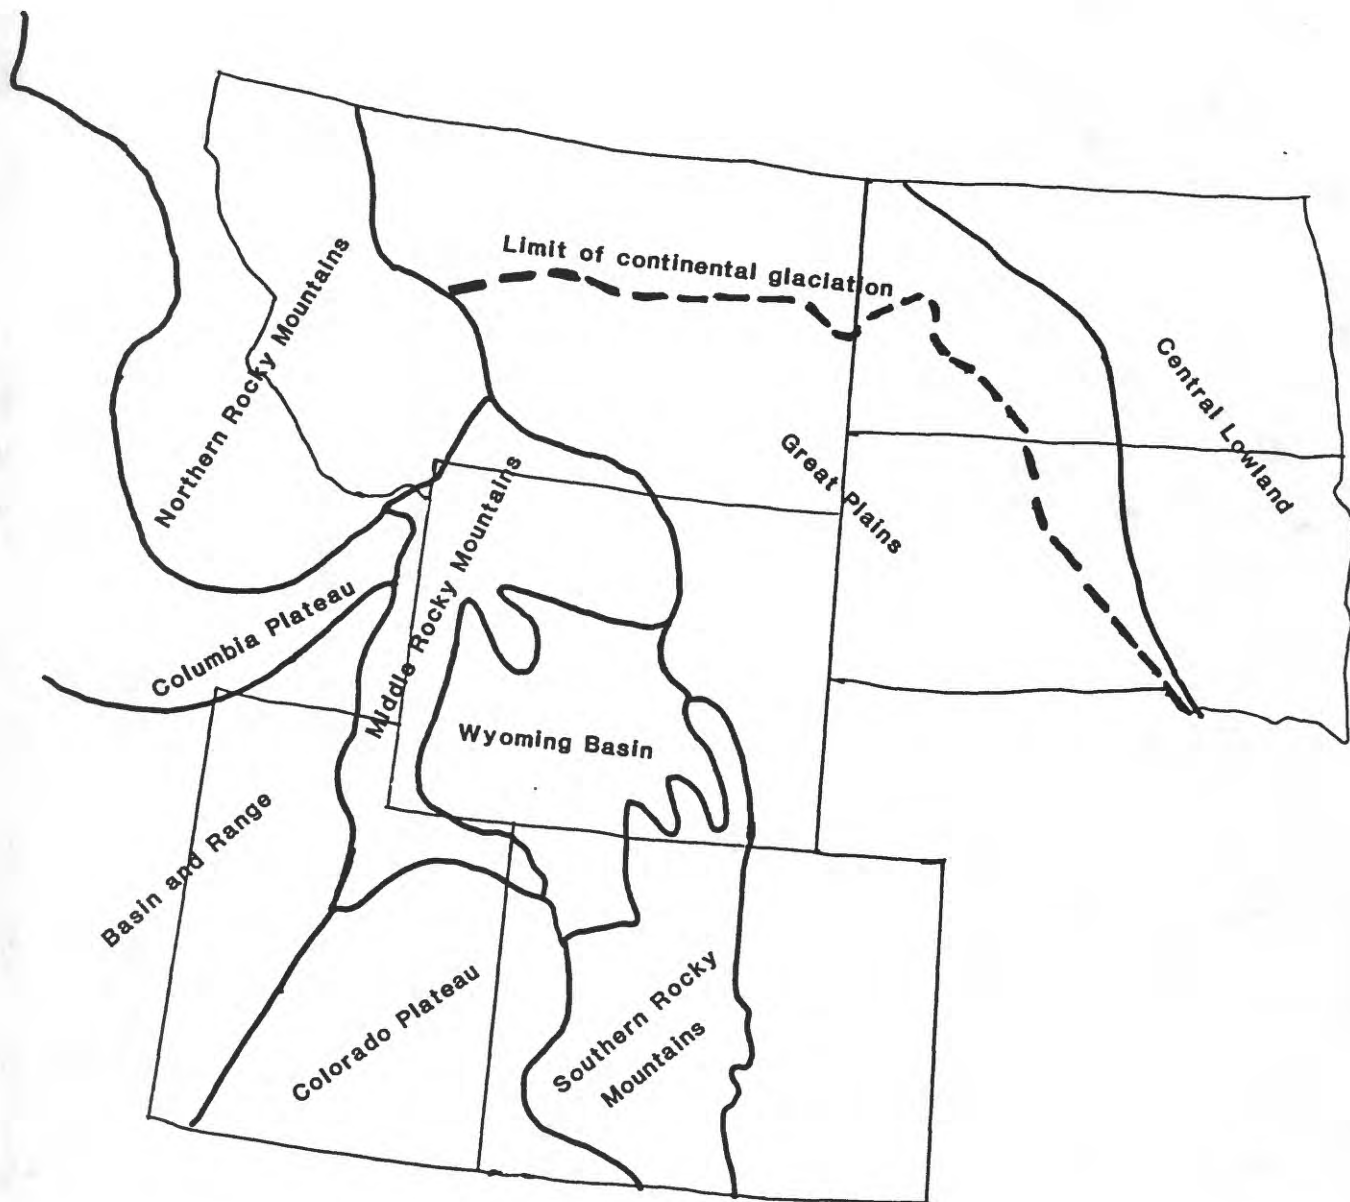 Limit of continental glaciation
Northern Rocky Mountains
Central Lowland
Great Plains
Middle Rocky Mountains
Columbia Plateau
Wyoming Basin
Basin and Range
Colorado Plateau
Southern Rocky
Mountains